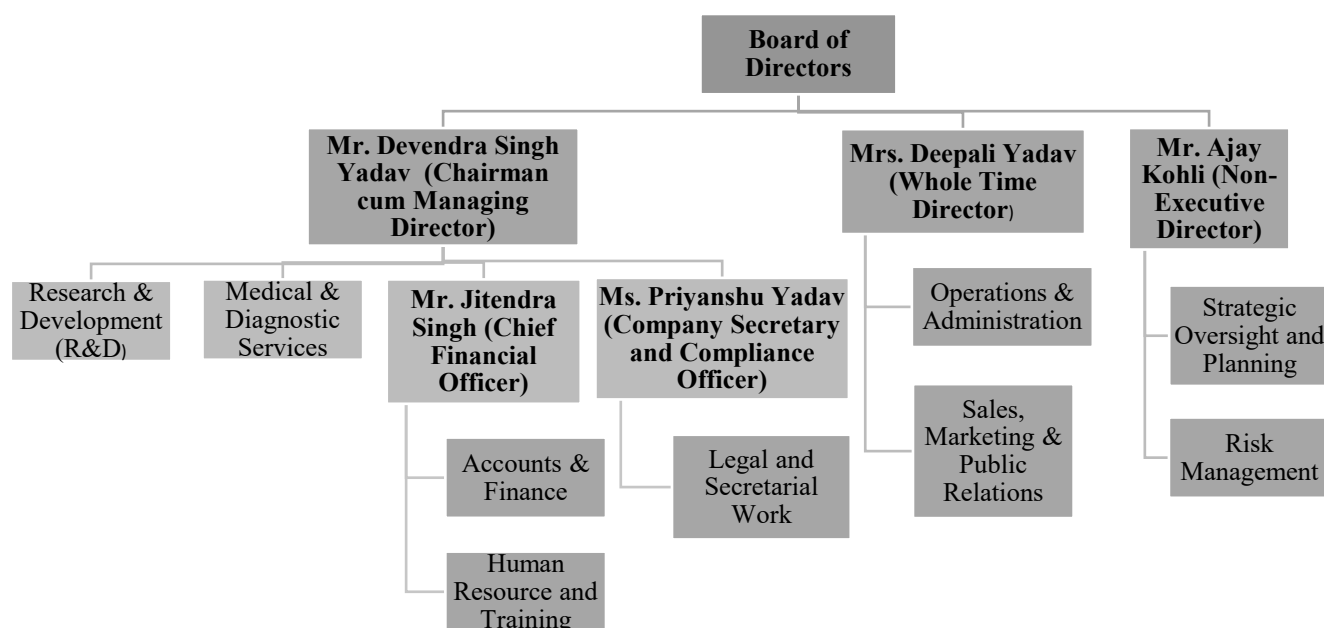 Board of
Directors
Mr. Devendra Singh
Yadav (Chairman
cum Managing
Director)
Mrs. Deepali Yadav
(Whole Time
Director)
Mr. Ajay
Kohli (Non-
Executive
Director)
Research &
Development
(R&D)
Medical &
Diagnostic
Services
Mr. Jitendra
Singh (Chief
Financial
Officer)
Ms. Priyanshu Yadav
(Company Secretary
and Compliance
Officer)
Operations &
Administration
Strategic
Oversight and
Planning
Accounts &
Finance
Legal and
Secretarial
Work
Sales,
Marketing &
Public
Relations
Risk
Management
Human
Resource and
Training